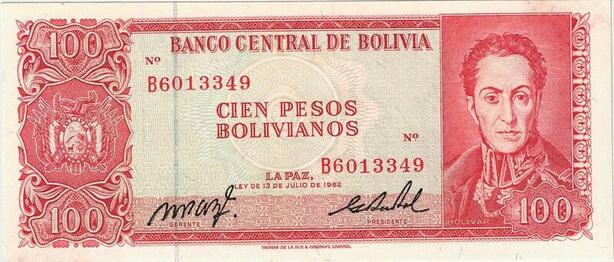 100
BANCO CENTRAL DE BOLIVIA
Nº
B6013349
CIEN PESOS
BOLIVIANOS
Nº
B6013349
LA PAZ,
LEY DE 13 DE JULIO DE 1962
GERENTE
PRESIDENTE
BOLIVAR
100
100
THOMAS DE LA RUE & COMPANY, LIMITED.